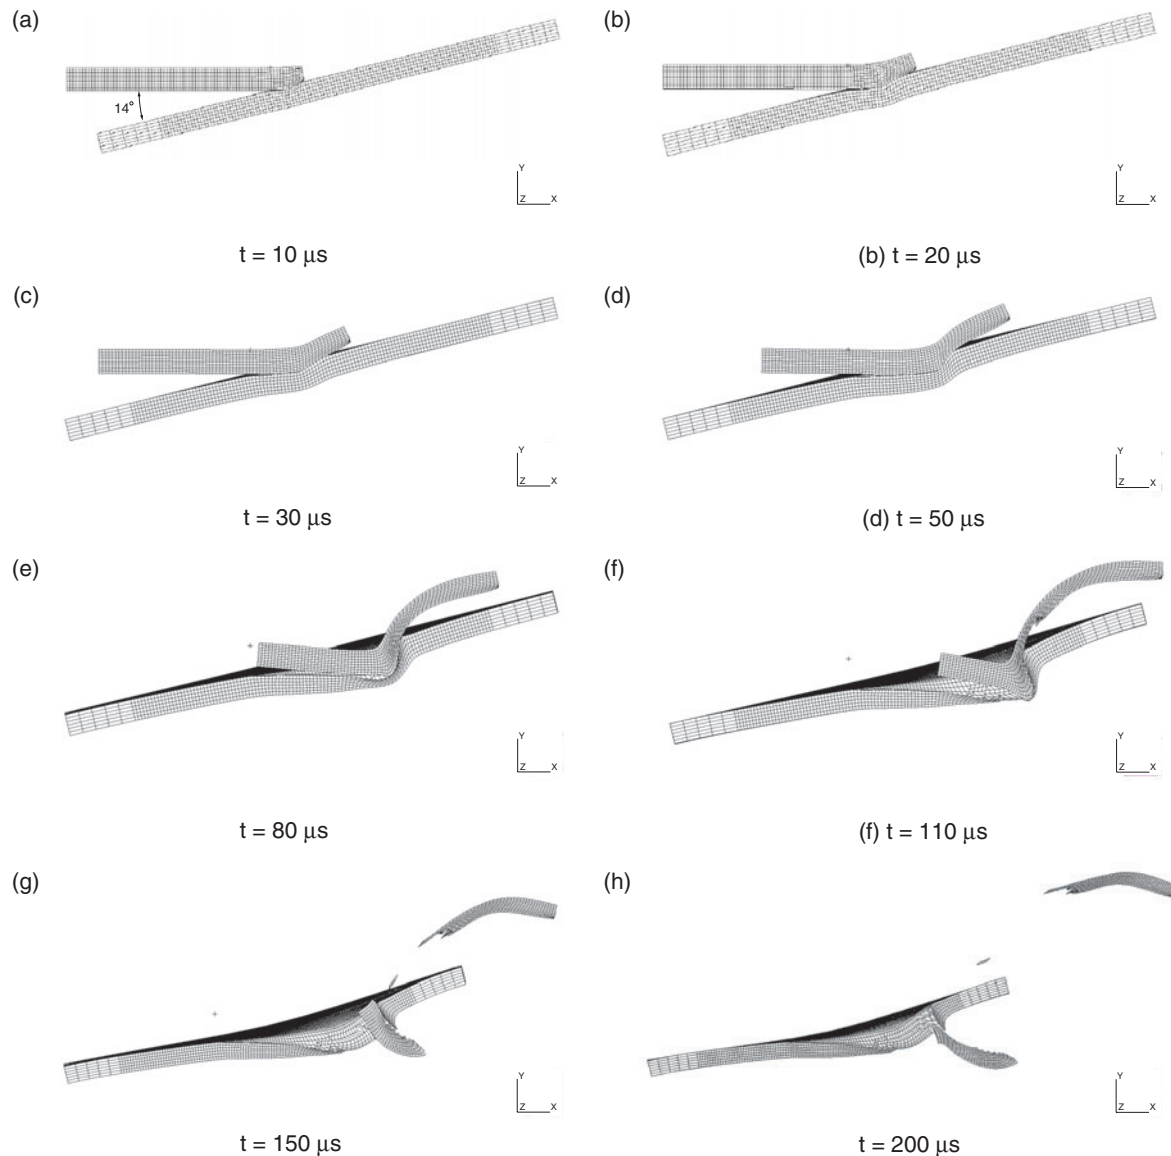 (a)
14°
Y
Z X
t = 10 μs
(b)
Y
Z X
(b) t = 20 μs
(c)
Y
Z X
t = 30 μs
(d)
Y
Z X
(d) t = 50 μs
(e)
Y
Z X
t = 80 μs
(f)
Y
Z X
(f) t = 110 μs
(g)
Y
Z X
t = 150 μs
(h)
Y
Z X
t = 200 μs